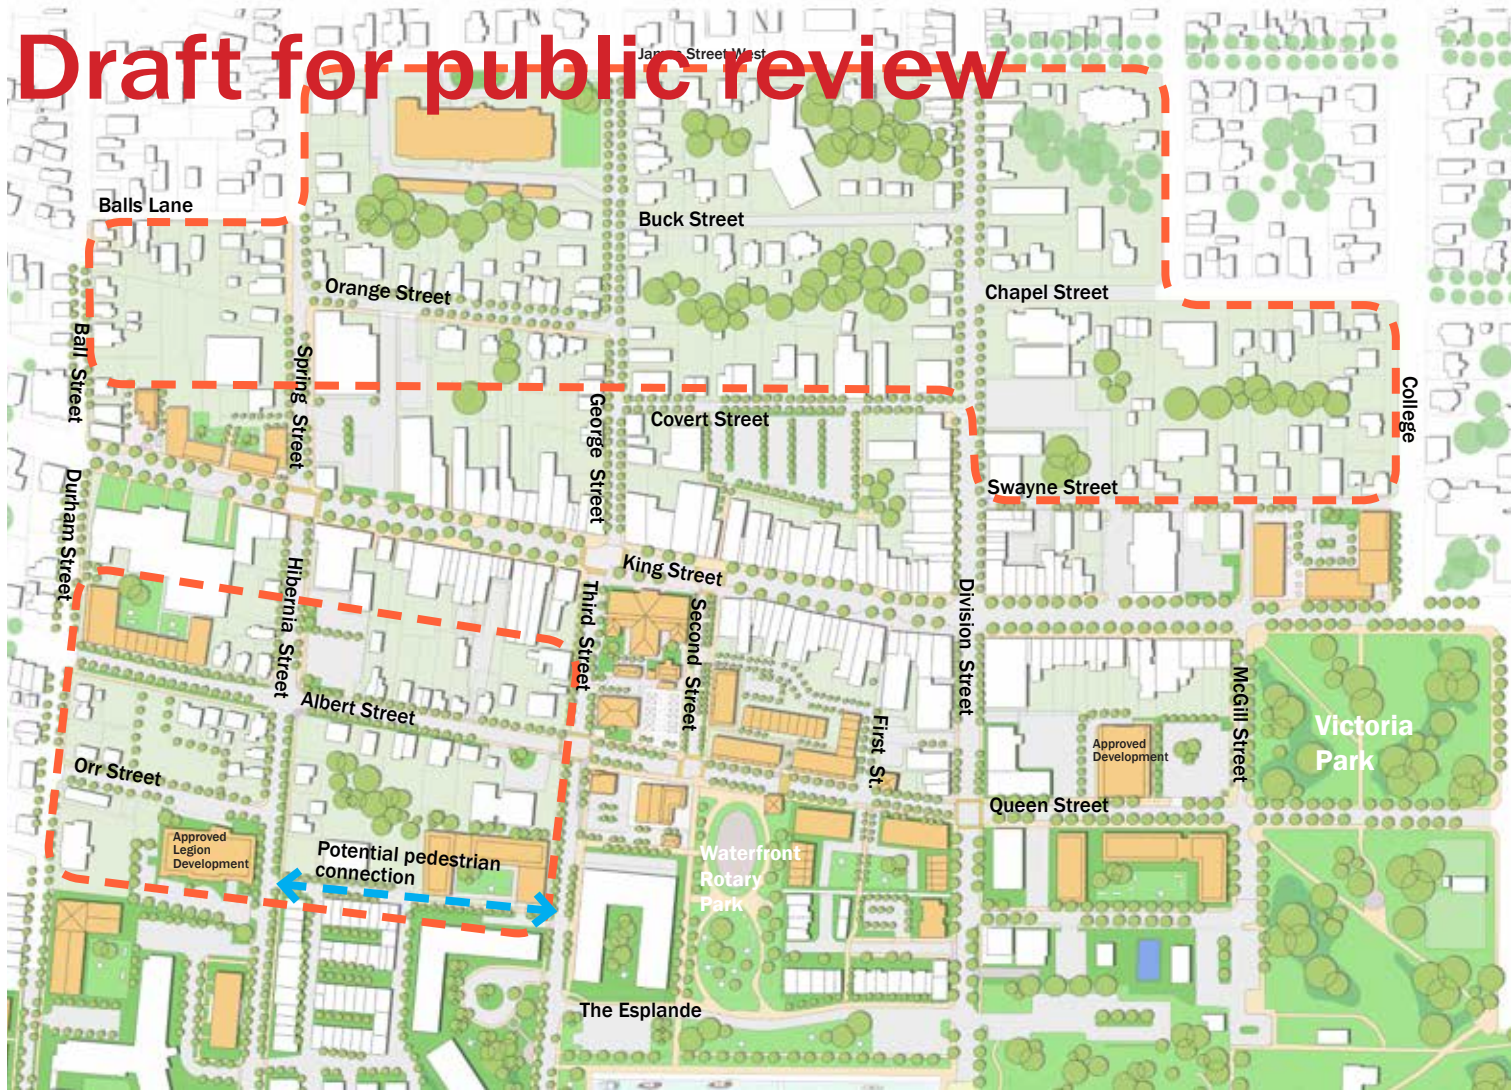 Draft for public review
James Street West
Balls Lane
Buck Street
Orange Street
Chapel Street
Ball Street
Spring Street
George Street
College
Covert Street
Swayne Street
Durham Street
Hibernia Street
King Street
Third Street
Second Street
Division Street
McGill Street
Albert Street
First St.
Victoria
Park
Approved
Development
Orr Street
Queen Street
Approved
Legion
Development
Potential pedestrian
connection
Waterfront
Rotary
Park
The Esplande